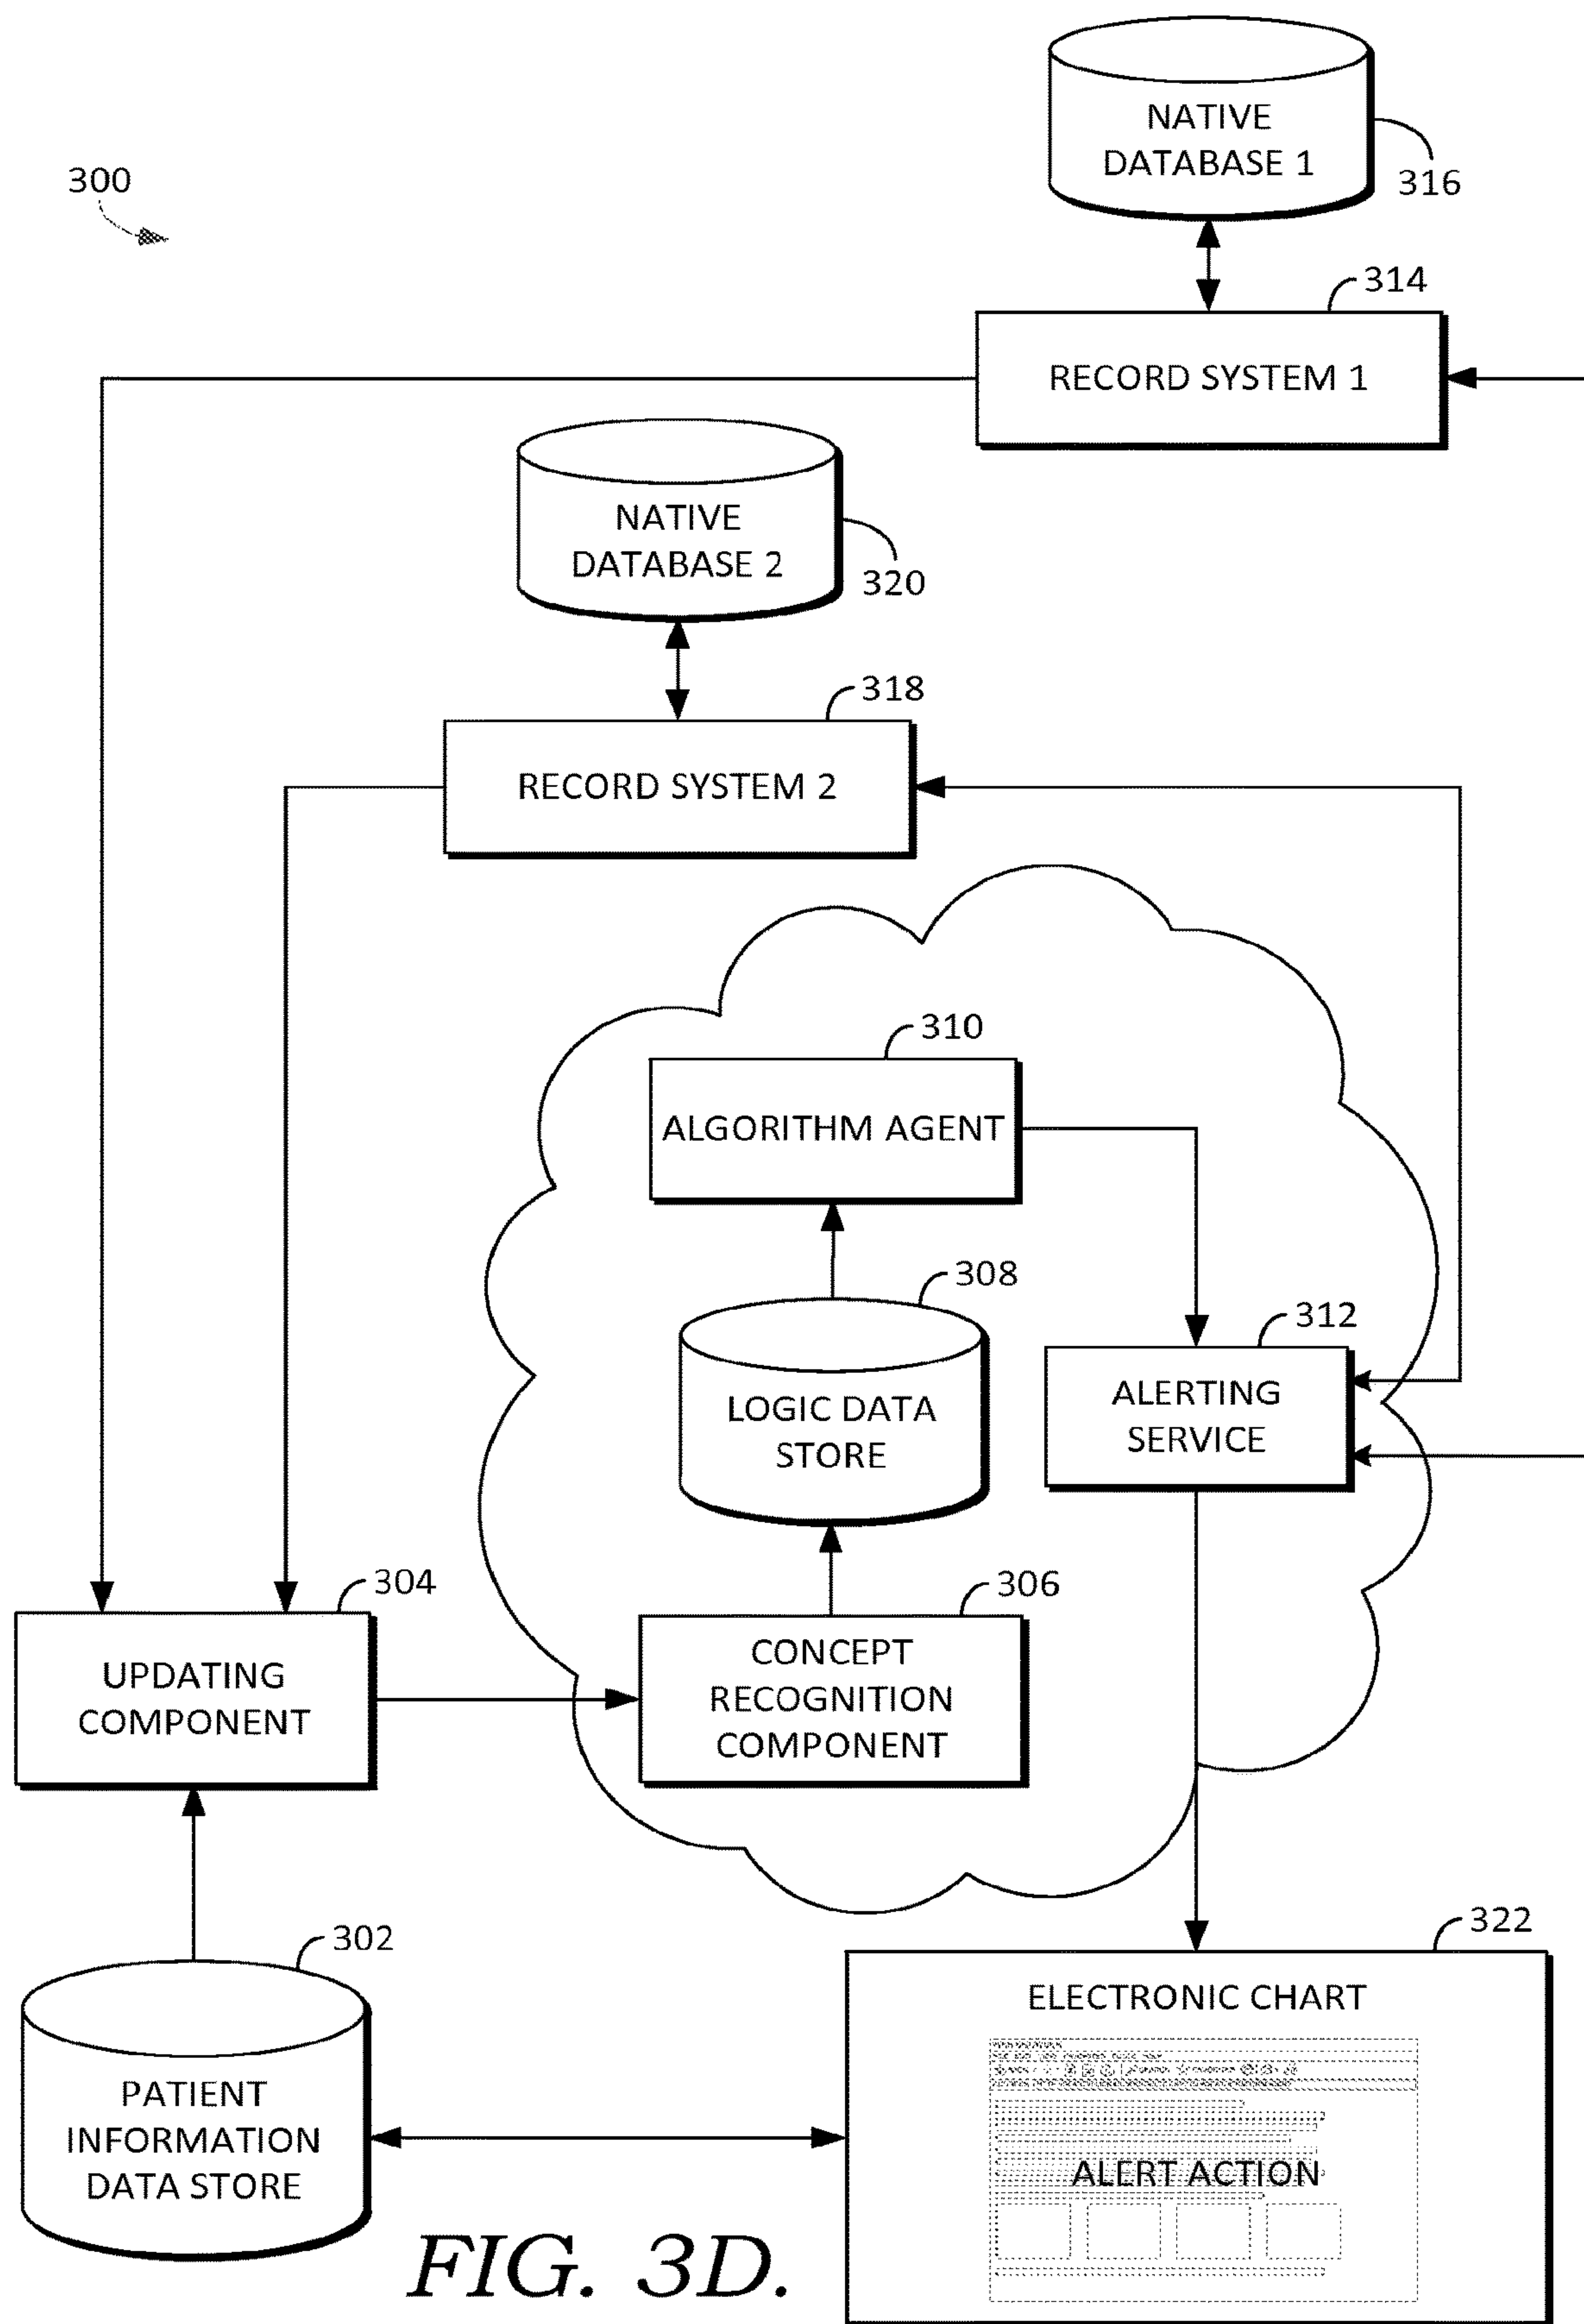 NATIVE
DATABASE 1
316
300
314
RECORD SYSTEM 1
NATIVE
DATABASE 2
320
318
RECORD SYSTEM 2
310
ALGORITHM AGENT
308
LOGIC DATA
STORE
312
ALERTING
SERVICE
304
UPDATING
COMPONENT
306
CONCEPT
RECOGNITION
COMPONENT
302
PATIENT
INFORMATION
DATA STORE
322
ELECTRONIC CHART
ALERT ACTION
FIG. 3D.